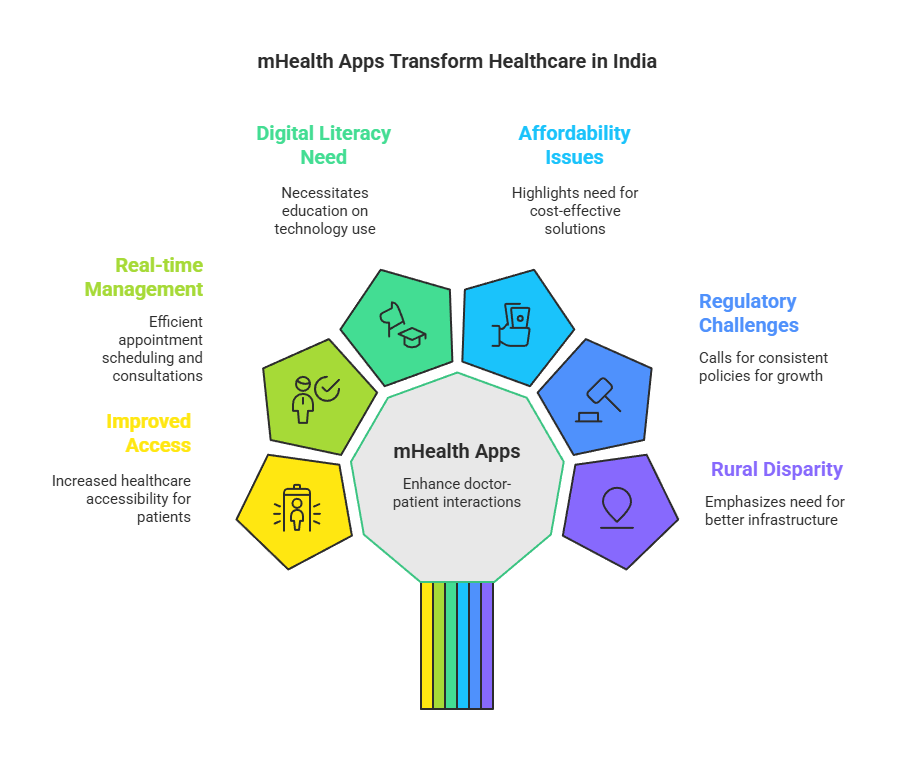 mHealth Apps Transform Healthcare in India
Digital Literacy
Need
Necessitates
education on
technology use
Affordability
Issues
Highlights need for
cost-effective
solutions
Real-time
Management
Efficient
appointment
scheduling and
consultations
Regulatory
Challenges
Calls for consistent
policies for growth
Improved
Access
Increased healthcare
accessibility for
patients
mHealth Apps
Enhance doctor-
patient interactions
Rural Disparity
Emphasizes need for
better infrastructure